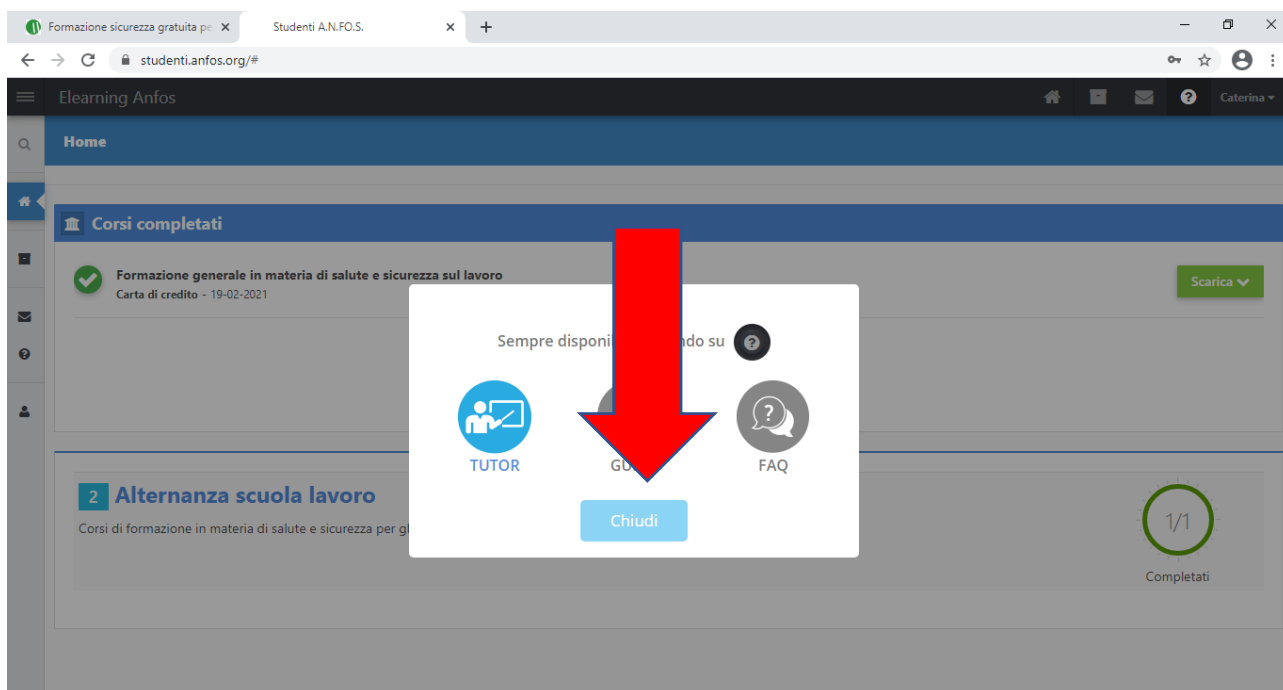 Formazione sicurezza gratuita pe
Studenti A.N.FO.S.
studenti.anfos.org/#
Elearning Anfos
Caterina
Home
Corsi completati
Formazione generale in materia di salute e sicurezza sul lavoro
Carta di credito - 19-02-2021
Scarica
Sempre disponi ndo su
TUTOR
GU
FAQ
Chiudi
2 Alternanza scuola lavoro
Corsi di formazione in materia di salute e sicurezza per gl
1/1
Completati